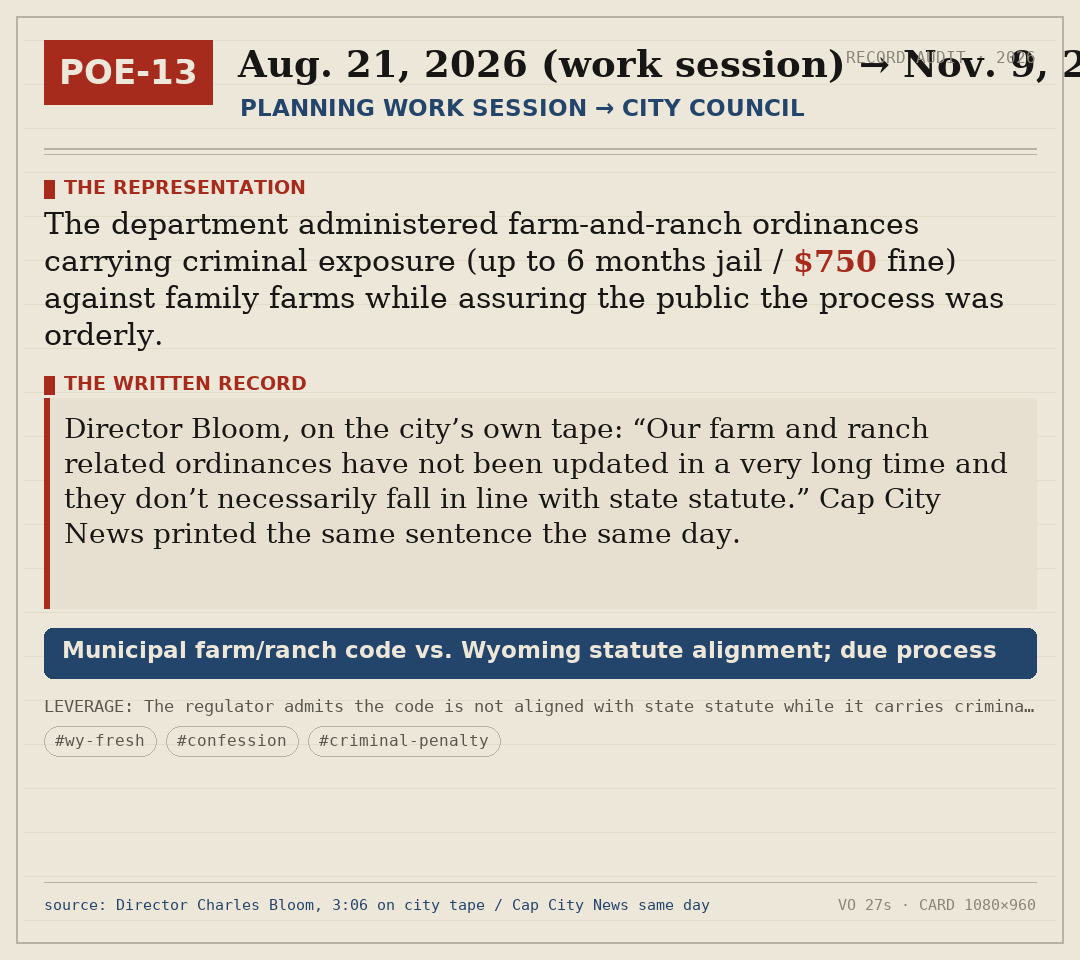 POE-13
Aug. 21, 2026 (work session) → Nov. 9, 2
RECORD AUDIT · 2026
PLANNING WORK SESSION → CITY COUNCIL
THE REPRESENTATION
The department administered farm-and-ranch ordinances
carrying criminal exposure (up to 6 months jail / $750 fine)
against family farms while assuring the public the process was
orderly.
THE WRITTEN RECORD
Director Bloom, on the city’s own tape: “Our farm and ranch
related ordinances have not been updated in a very long time and
they don’t necessarily fall in line with state statute.” Cap City
News printed the same sentence the same day.
Municipal farm/ranch code vs. Wyoming statute alignment; due process
LEVERAGE: The regulator admits the code is not aligned with state statute while it carries crimina…
#wy-fresh #confession #criminal-penalty
source: Director Charles Bloom, 3:06 on city tape / Cap City News same day
VO 27s · CARD 1080×960